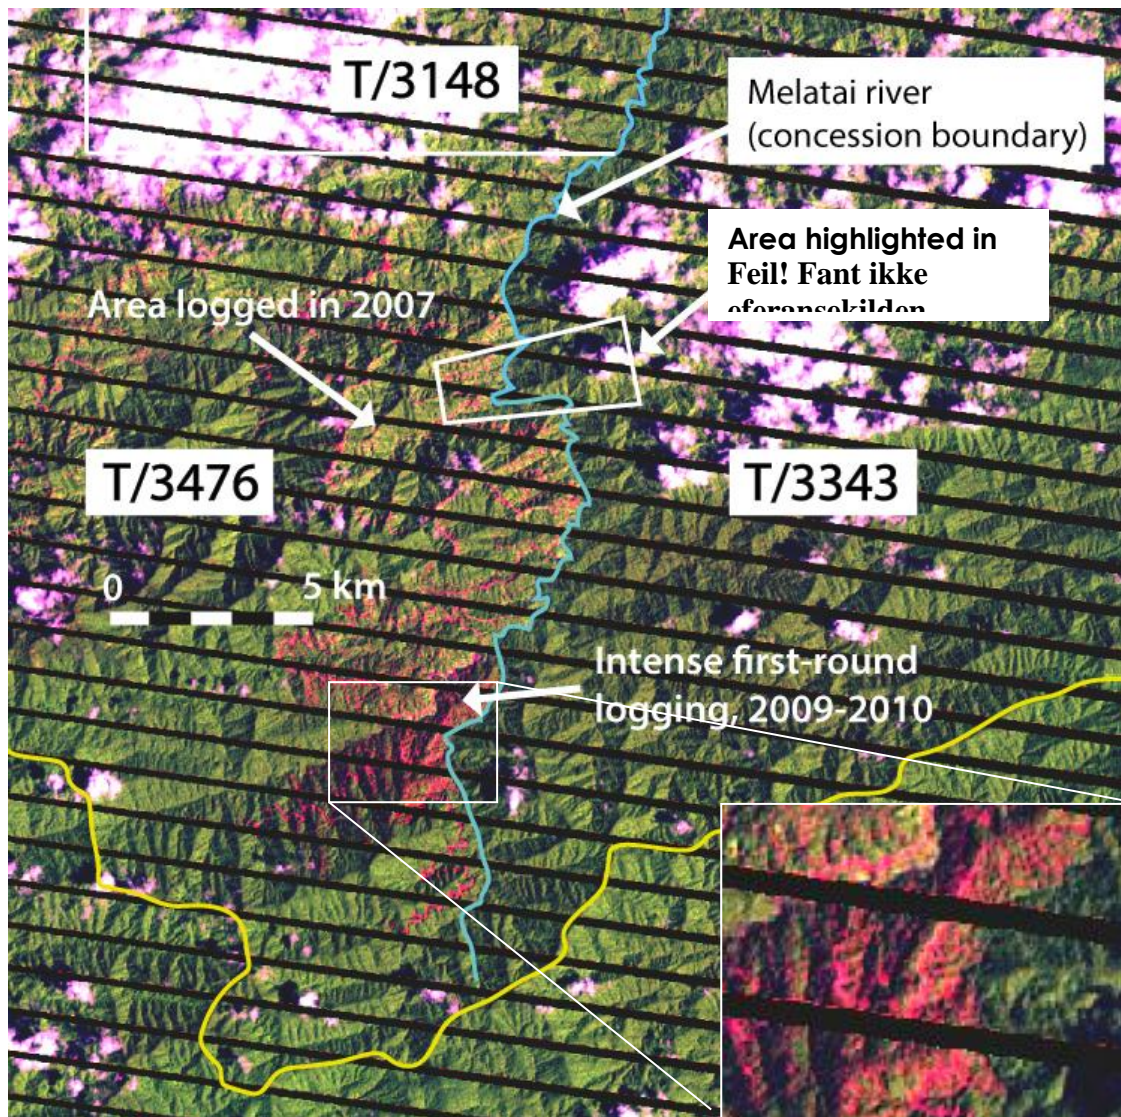 T/3148
Melatai river
(concession boundary)
Area highlighted in
Feil! Fant ikke
eferansekilden
Area logged in 2007
T/3476
T/3343
0 5 km
Intense first-round
logging, 2009-2010